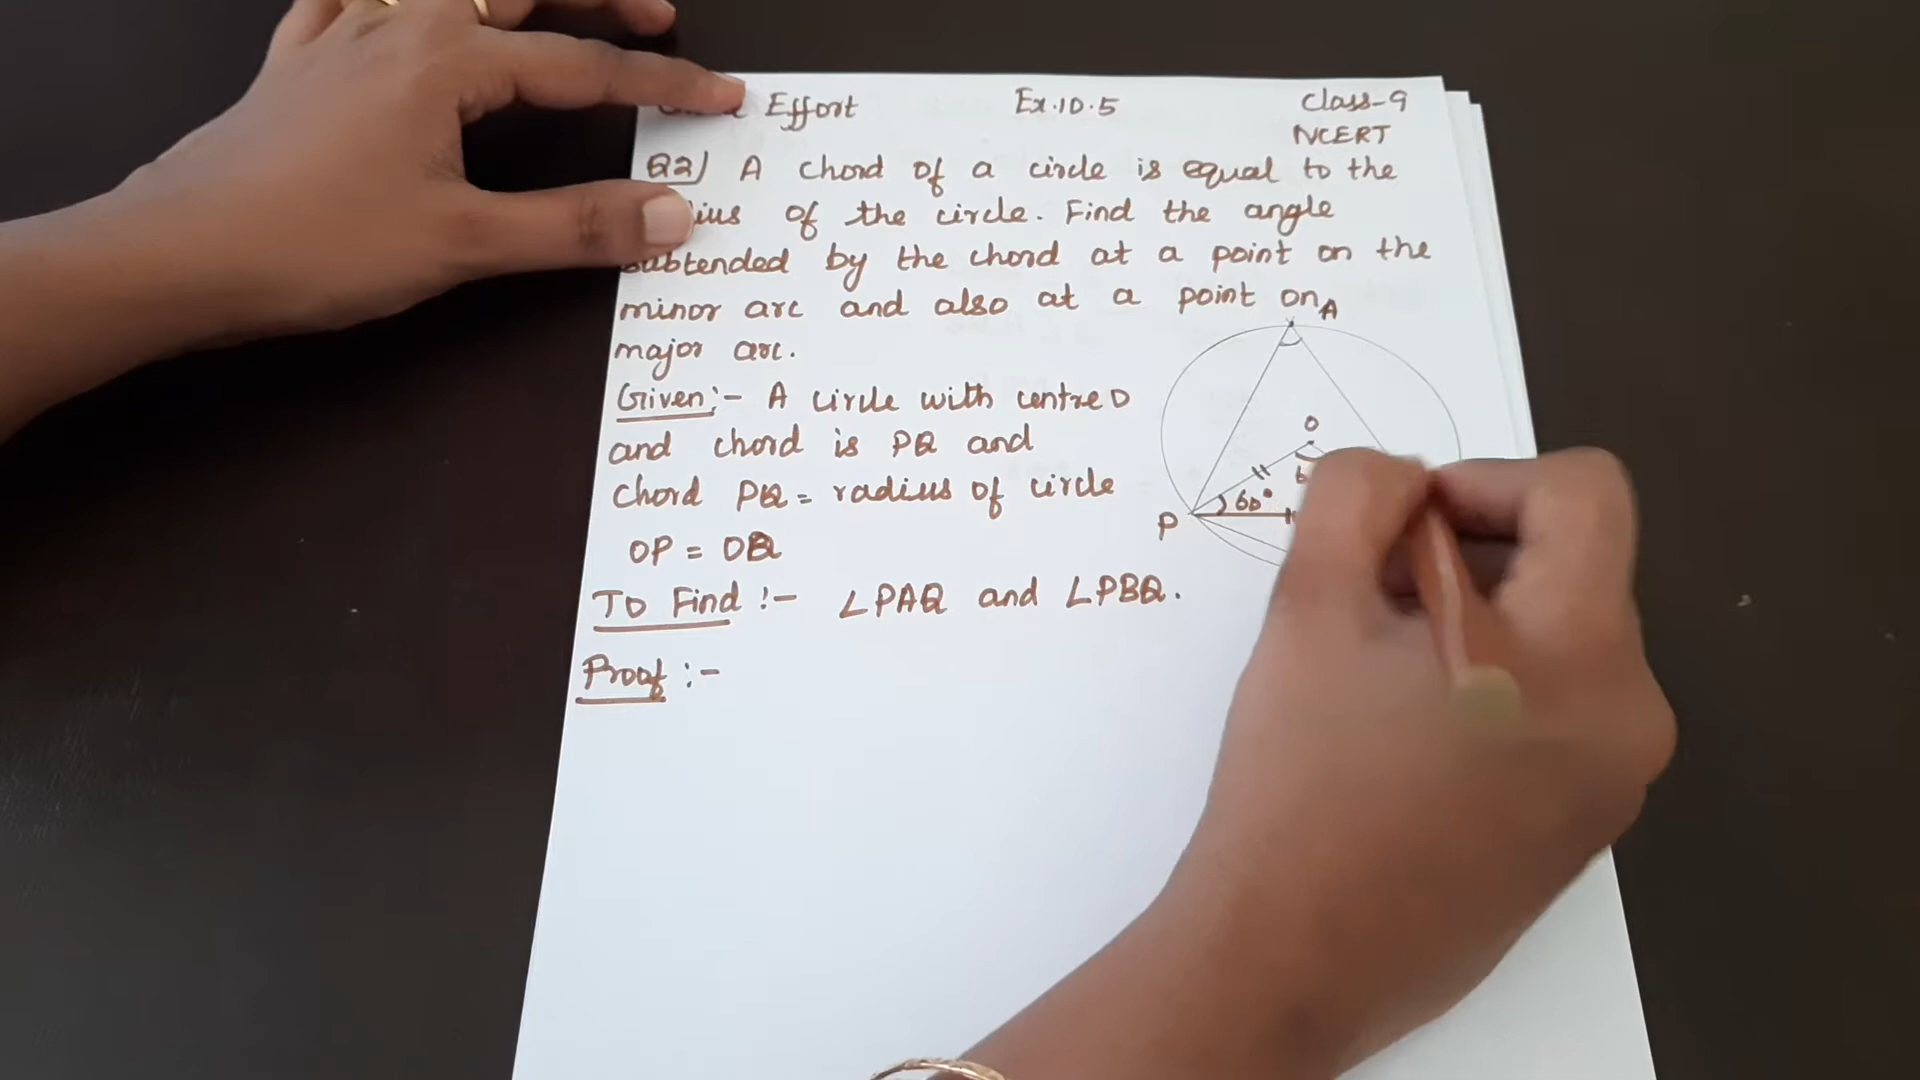 Effort Ex.10.5 Class-9
NCERT
Q2) A chord of a circle is equal to the
of the circle. Find the angle
subtended by the chord at a point on the
minor arc and also at a point on
major arc.
Given:- A circle with centre O
and chord is PQ and
Chord PQ = radius of circle
OP = OQ
To Find :- ∠PAQ and ∠PBQ.
Proof :-
A
O
60°
P